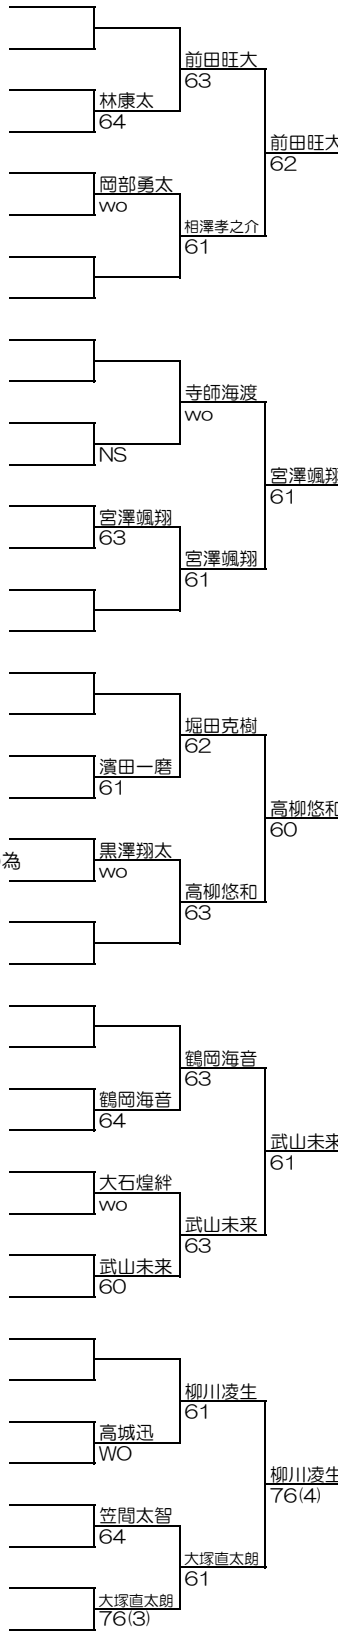 前田旺大
63
林康太
64
前田旺大
62
岡部勇太
wo
相澤孝之介
61
寺師海渡
wo
NS
宮澤颯翔
61
宮澤颯翔
63
宮澤颯翔
61
堀田克樹
62
濱田一磨
61
高柳悠和
60
為
黒澤翔太
wo
高柳悠和
63
鶴岡海音
63
鶴岡海音
64
武山未来
61
大石煌絆
wo
武山未来
63
武山未来
60
柳川凌生
61
高城迅
WO
柳川凌生
76(4)
笠間太智
64
大塚直太朗
61
大塚直太朗
76(3)